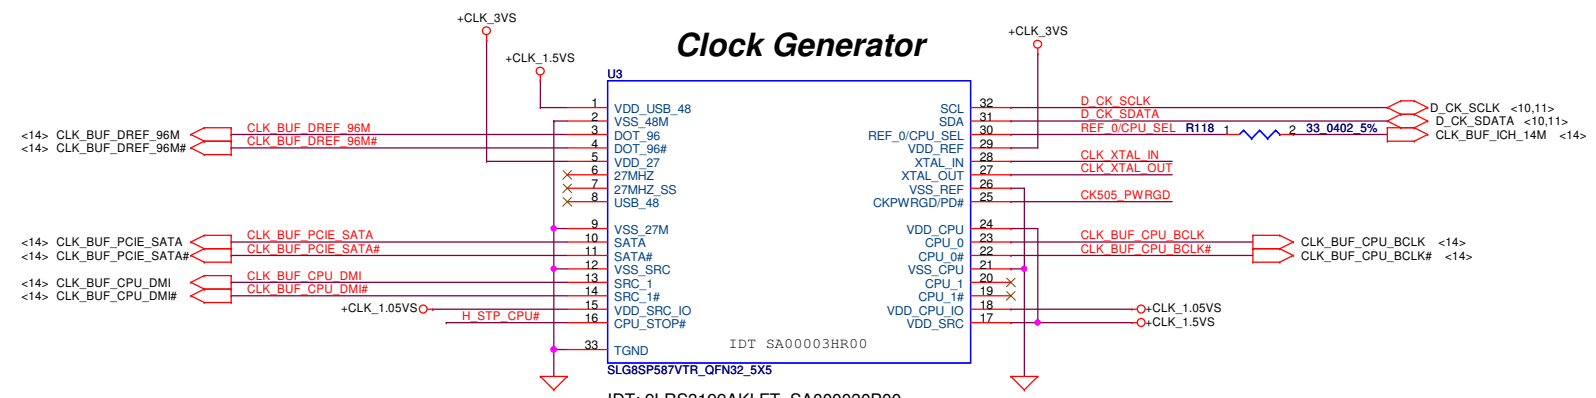 +CLK_3VS
+CLK_3VS
Clock Generator
+CLK_1.5VS
U3
1 VDD_USB_48 SCL 32 D_CK_SCLK D_CK_SCLK <10,11>
2 VSS_48M SDA 31 D_CK_SDATA D_CK_SDATA <10,11>
<14> CLK_BUF_DREF_96M CLK_BUF_DREF_96M 3 DOT_96 REF_0/CPU_SEL 30 REF_0/CPU_SEL R118 1 2 33_0402_5% CLK_BUF_ICH_14M <14>
<14> CLK_BUF_DREF_96M# CLK_BUF_DREF_96M# 4 DOT_96# VDD_REF 29
5 VDD_27 XTAL_IN 28 CLK_XTAL_IN
6 27MHZ XTAL_OUT 27 CLK_XTAL_OUT
7 27MHZ_SS VSS_REF 26
8 USB_48 CKPWRGD/PD# 25 CK505_PWRGD
9 VSS_27M VDD_CPU 24
<14> CLK_BUF_PCIE_SATA CLK_BUF_PCIE_SATA 10 SATA CPU_0 23 CLK_BUF_CPU_BCLK CLK_BUF_CPU_BCLK <14>
<14> CLK_BUF_PCIE_SATA# CLK_BUF_PCIE_SATA# 11 SATA# CPU_0# 22 CLK_BUF_CPU_BCLK# CLK_BUF_CPU_BCLK# <14>
12 VSS_SRC VSS_CPU 21
<14> CLK_BUF_CPU_DMI CLK_BUF_CPU_DMI 13 SRC_1 CPU_1 20
<14> CLK_BUF_CPU_DMI# CLK_BUF_CPU_DMI# 14 SRC_1# CPU_1# 19
+CLK_1.05VS 15 VDD_SRC_IO VDD_CPU_IO 18 +CLK_1.05VS
H_STP_CPU# 16 CPU_STOP# VDD_SRC 17 +CLK_1.5VS
33 TGND IDT SA00003HR00
SLG8SP587VTR_QFN32_5X5